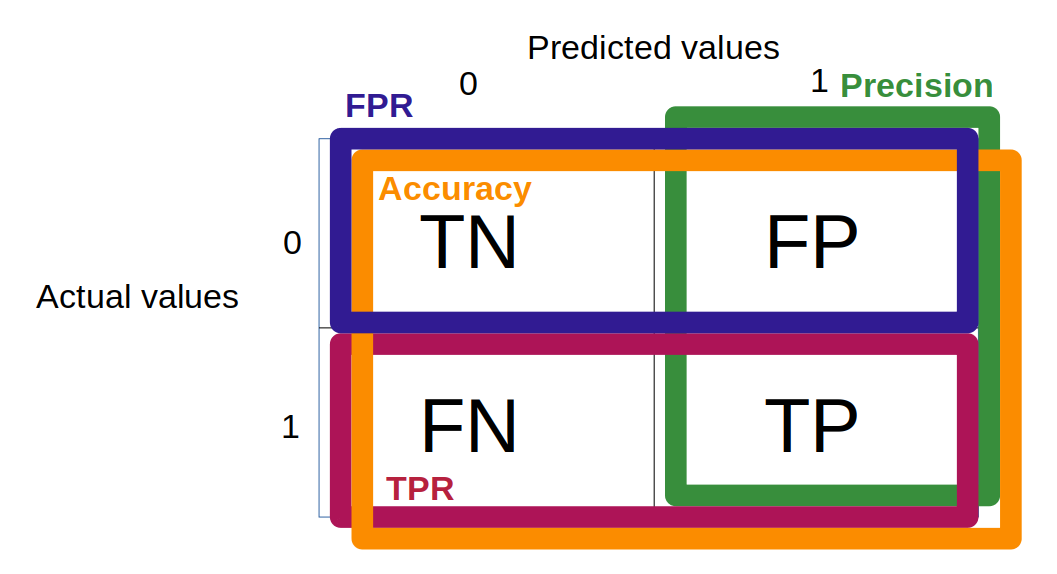 Predicted values
0
1
Precision
FPR
Accuracy
TN
FP
0
Actual values
FN
TP
1
TPR